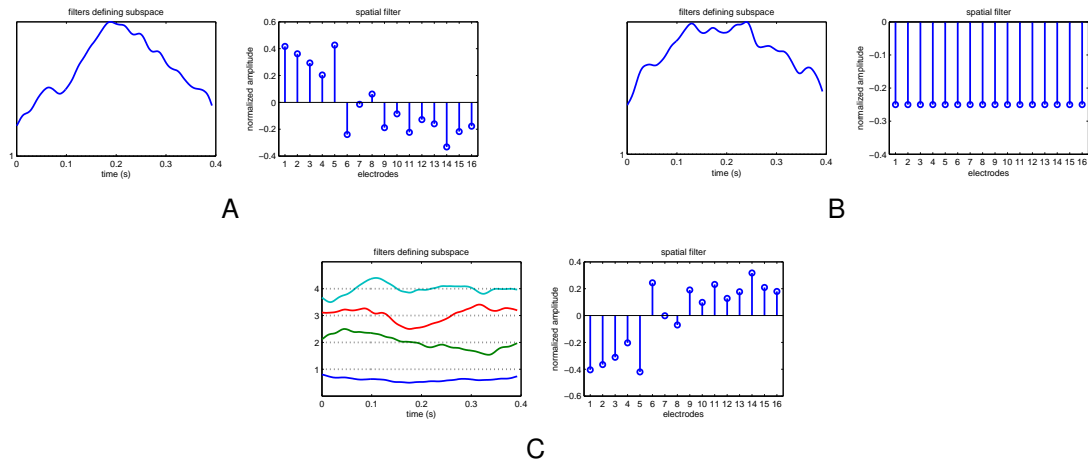 filters defining subspace
1
0 0.1 0.2 0.3 0.4
time (s)
spatial filter
normalized amplitude
0.6
0.4
0.2
0
−0.2
−0.4
1 2 3 4 5 6 7 8 9 10 11 12 13 14 15 16
electrodes
A
filters defining subspace
1
0 0.1 0.2 0.3 0.4
time (s)
spatial filter
normalized amplitude
0
−0.1
−0.2
−0.3
−0.4
1 2 3 4 5 6 7 8 9 10 11 12 13 14 15 16
electrodes
B
filters defining subspace
4
3
2
1
0 0.1 0.2 0.3 0.4
time (s)
spatial filter
normalized amplitude
0.4
0.2
0
−0.2
−0.4
−0.6
1 2 3 4 5 6 7 8 9 10 11 12 13 14 15 16
electrodes
C